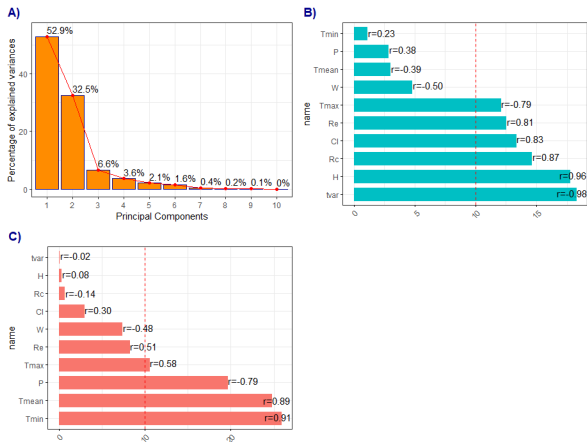 A)
52.9%
32.5%
6.6%
3.6%
2.1%
1.6%
0.4%
0.2%
0.1%
0%
Percentage of explained variances
40
20
0
1 2 3 4 5 6 7 8 9 10
Principal Components
B)
name
Tmin r=0.23
P r=0.38
Tmean r=-0.39
W r=-0.50
Tmax r=-0.79
Re r=0.81
Cl r=0.83
Rc r=0.87
H r=0.96
tvar r=-0.98
0 5 10 15
C)
name
tvar r=-0.02
H r=0.08
Rc r=-0.14
Cl r=0.30
W r=-0.48
Re r=0.51
Tmax r=0.58
P r=-0.79
Tmean r=0.89
Tmin r=0.91
0 10 20